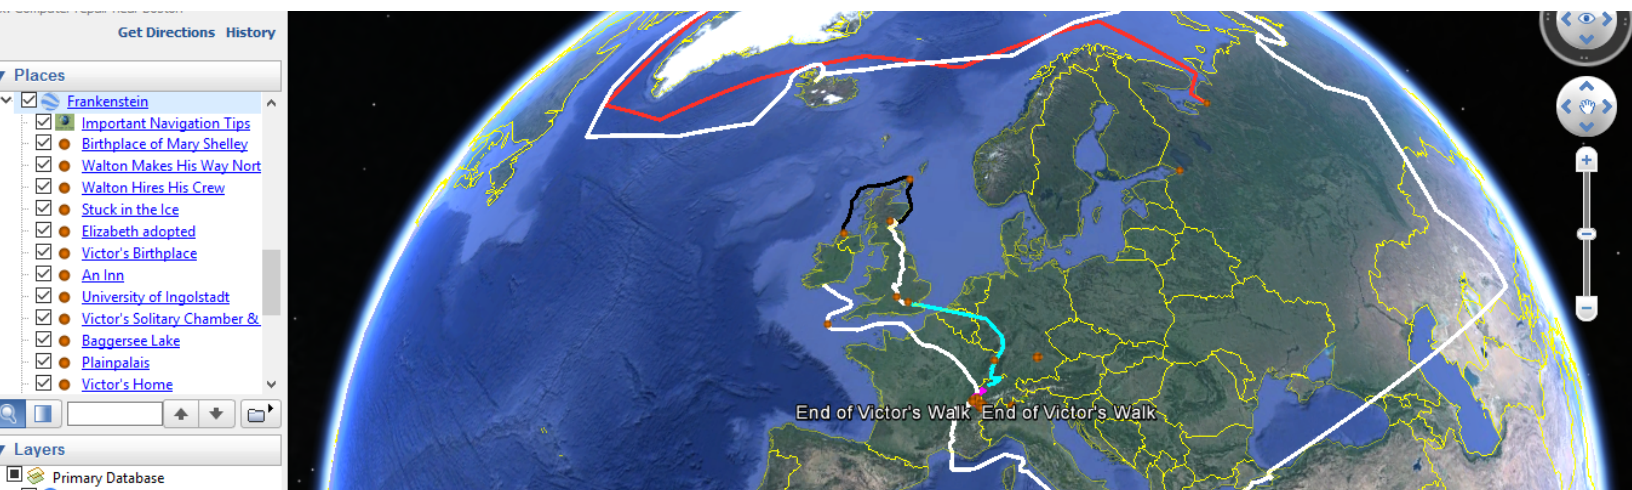 Get Directions History
Places
Frankenstein
Important Navigation Tips
Birthplace of Mary Shelley
Walton Makes His Way Nort
Walton Hires His Crew
Stuck in the Ice
Elizabeth adopted
Victor's Birthplace
An Inn
University of Ingolstadt
Victor's Solitary Chamber &
Baggersee Lake
Plainpalais
Victor's Home
Layers
Primary Database
End of Victor's Walk End of Victor's Walk